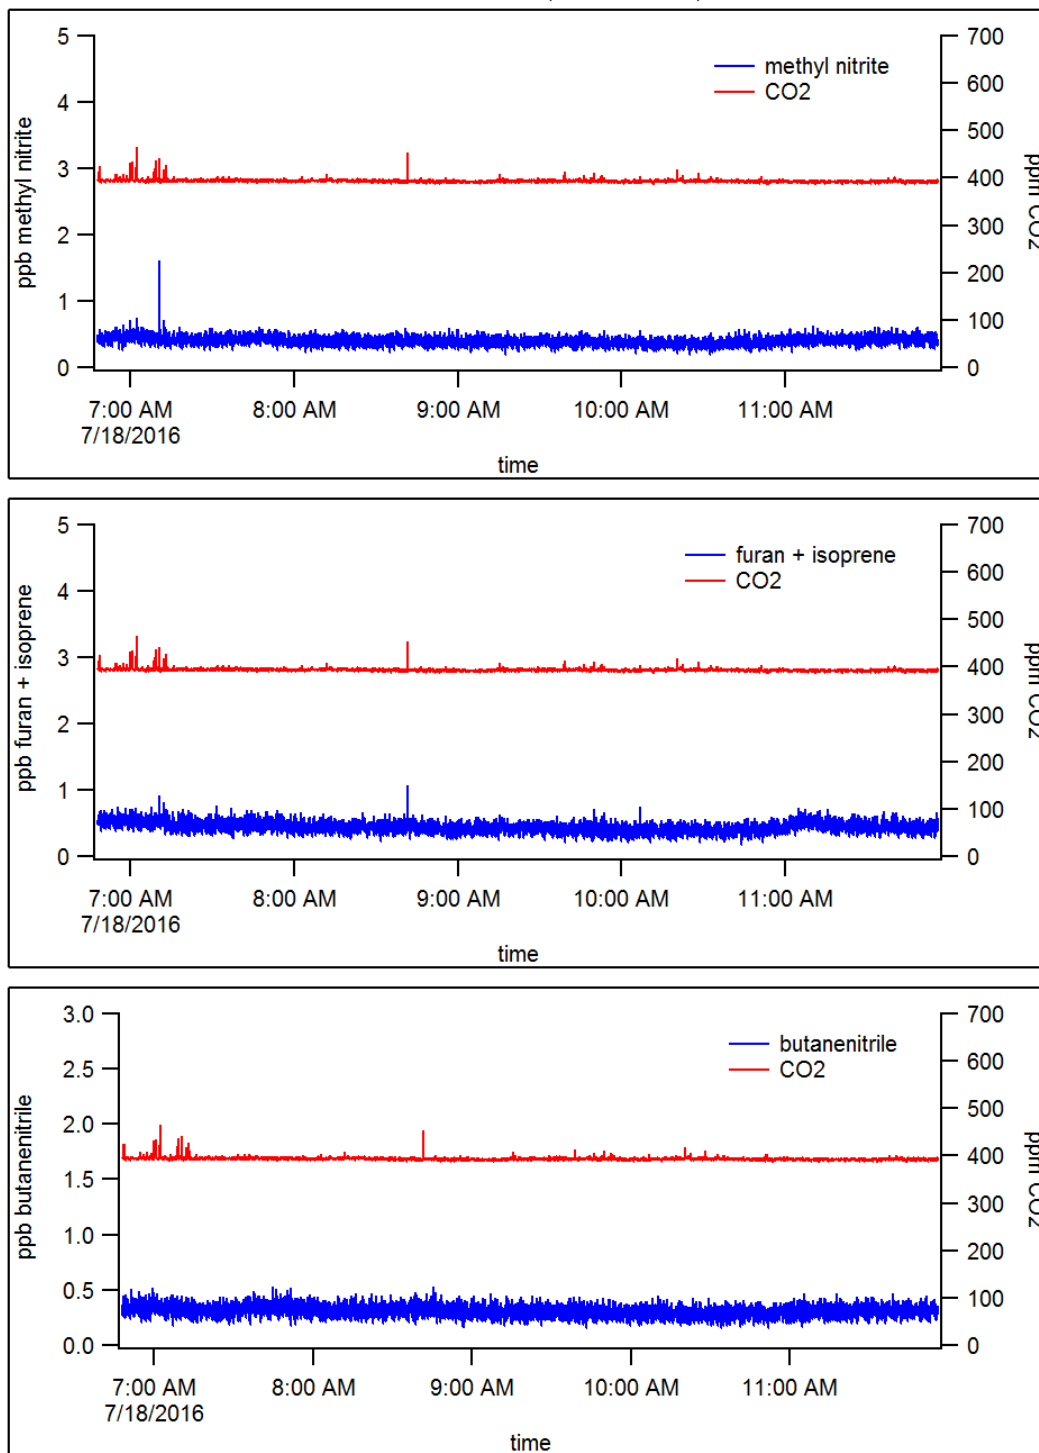 methyl nitrite
CO2
ppb methyl nitrite
5
4
3
2
1
0
700
600
500
400
300
200
100
0
ppm CO2
7:00 AM
7/18/2016
8:00 AM
9:00 AM
10:00 AM
11:00 AM
time
furan + isoprene
CO2
ppb furan + isoprene
5
4
3
2
1
0
700
600
500
400
300
200
100
0
ppm CO2
7:00 AM
7/18/2016
8:00 AM
9:00 AM
10:00 AM
11:00 AM
time
butanenitrile
CO2
ppb butanenitrile
3.0
2.5
2.0
1.5
1.0
0.5
0.0
700
600
500
400
300
200
100
0
ppm CO2
7:00 AM
7/18/2016
8:00 AM
9:00 AM
10:00 AM
11:00 AM
time